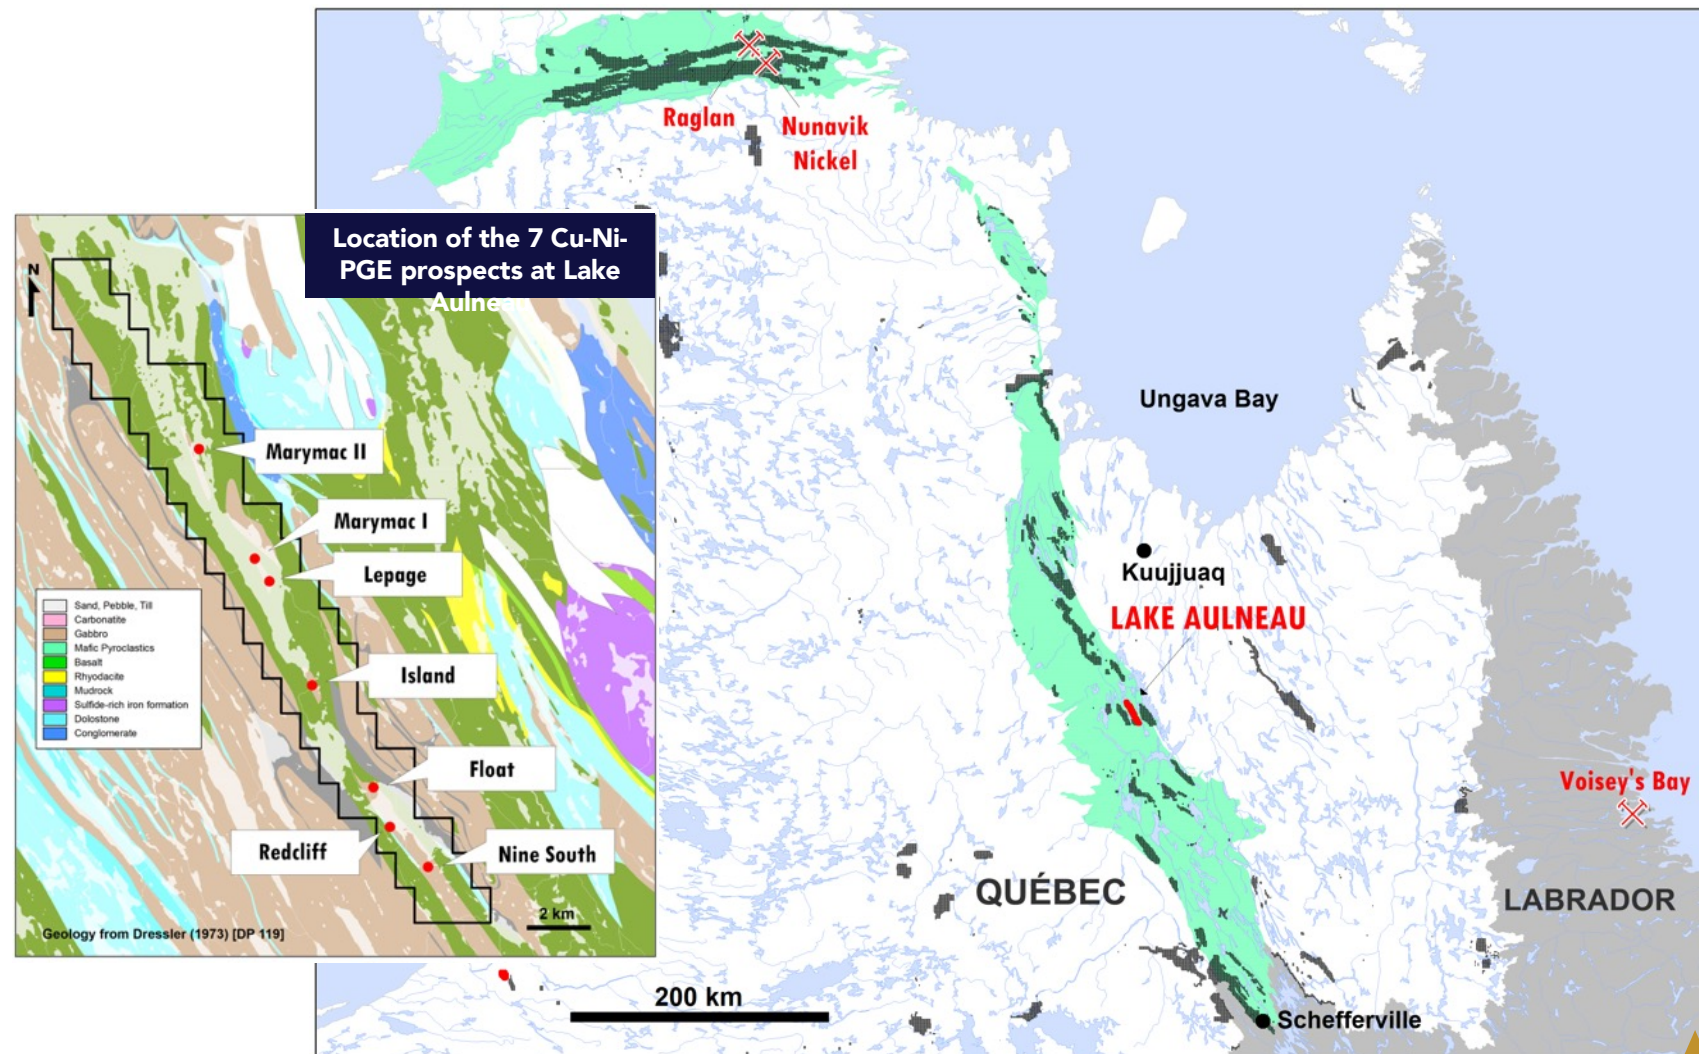 Raglan
Nunavik
Nickel
Location of the 7 Cu-Ni-
PGE prospects at Lake
Aulneau
N
Marymac II
Marymac I
Lepage
Island
Float
Redcliff
Nine South
Sand, Pebble, Till
Carbonatite
Gabbro
Mafic Pyroclastics
Basalt
Rhyodacite
Mudrock
Sulfide-rich iron formation
Dolostone
Conglomerate
2 km
Geology from Dressler (1973) [DP 119]
Ungava Bay
Kuujjuaq
LAKE AULNEAU
Voisey's Bay
QUÉBEC
LABRADOR
200 km
Schefferville